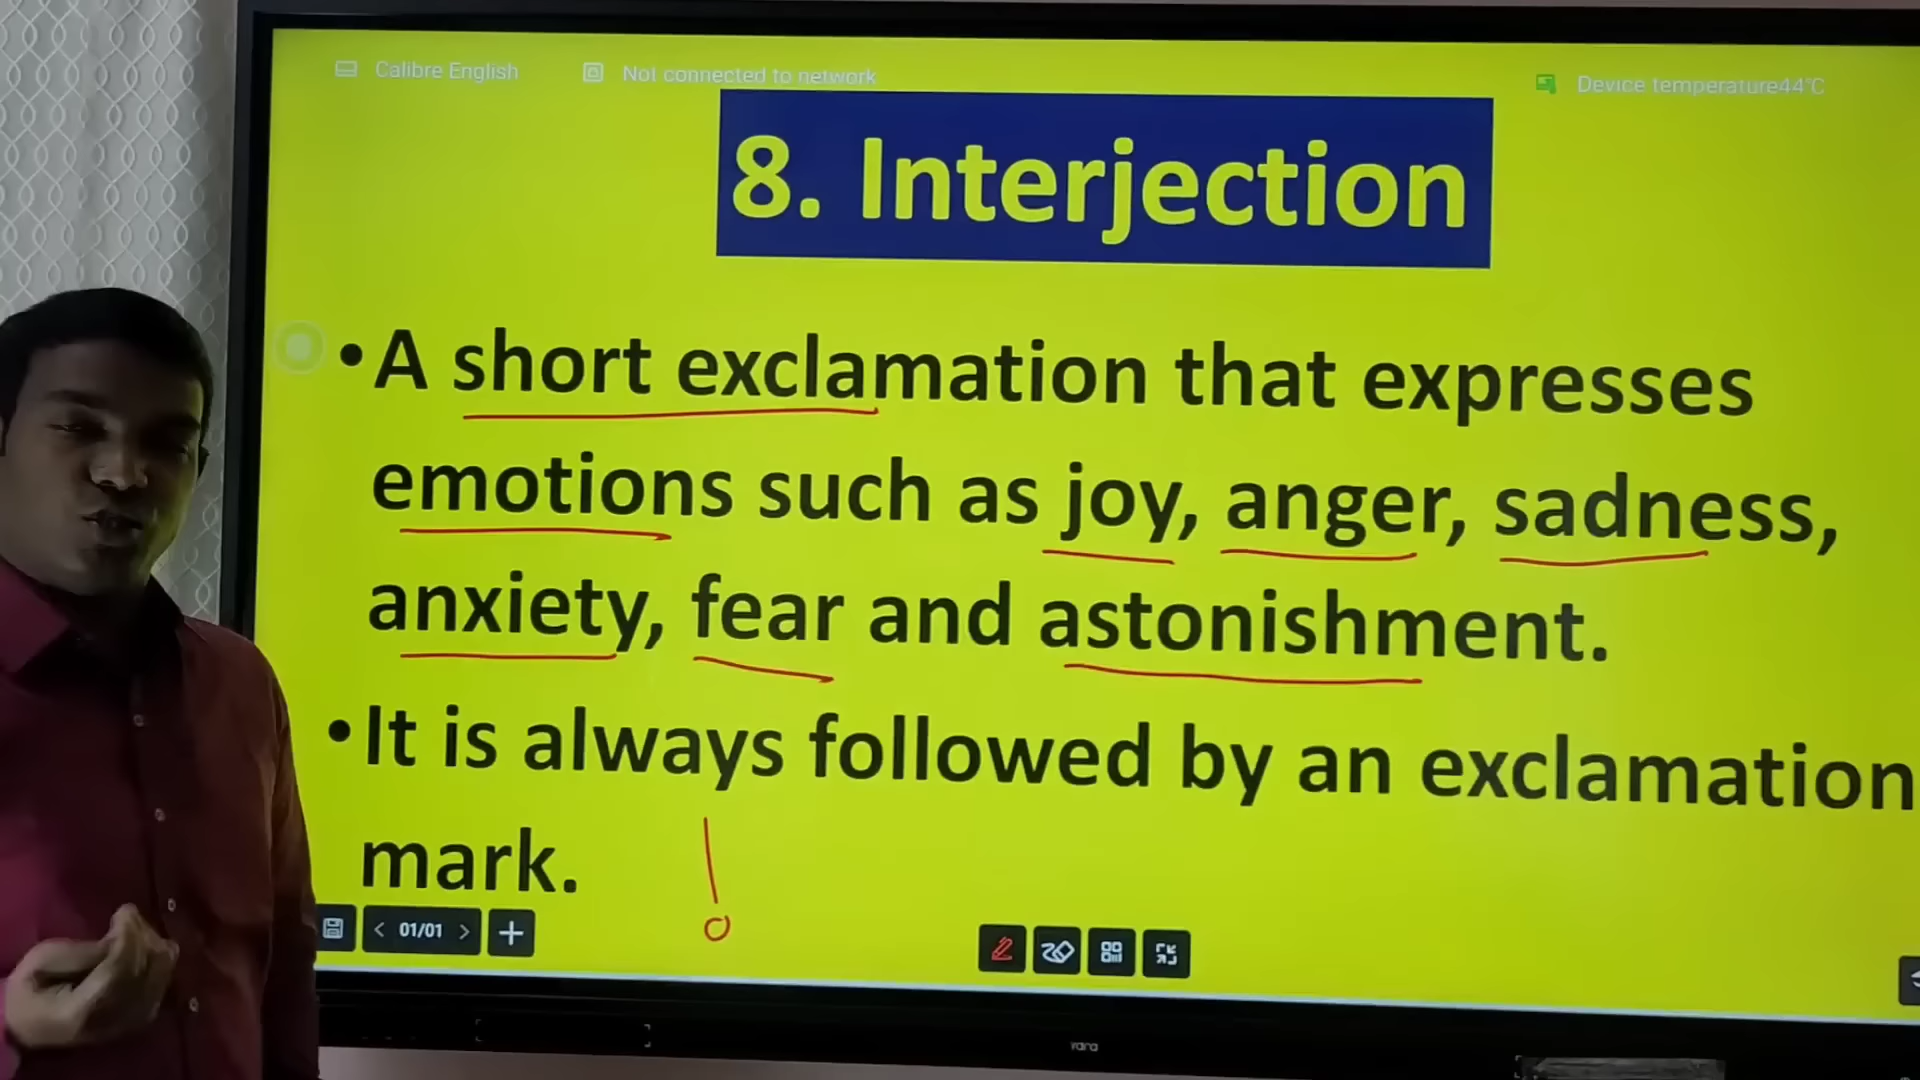 Calibre English
Not connected to network
Device temperature44℃
8. Interjection
•A short exclamation that expresses
emotions such as joy, anger, sadness,
anxiety, fear and astonishment.
•It is always followed by an exclamation
mark. !
01/01